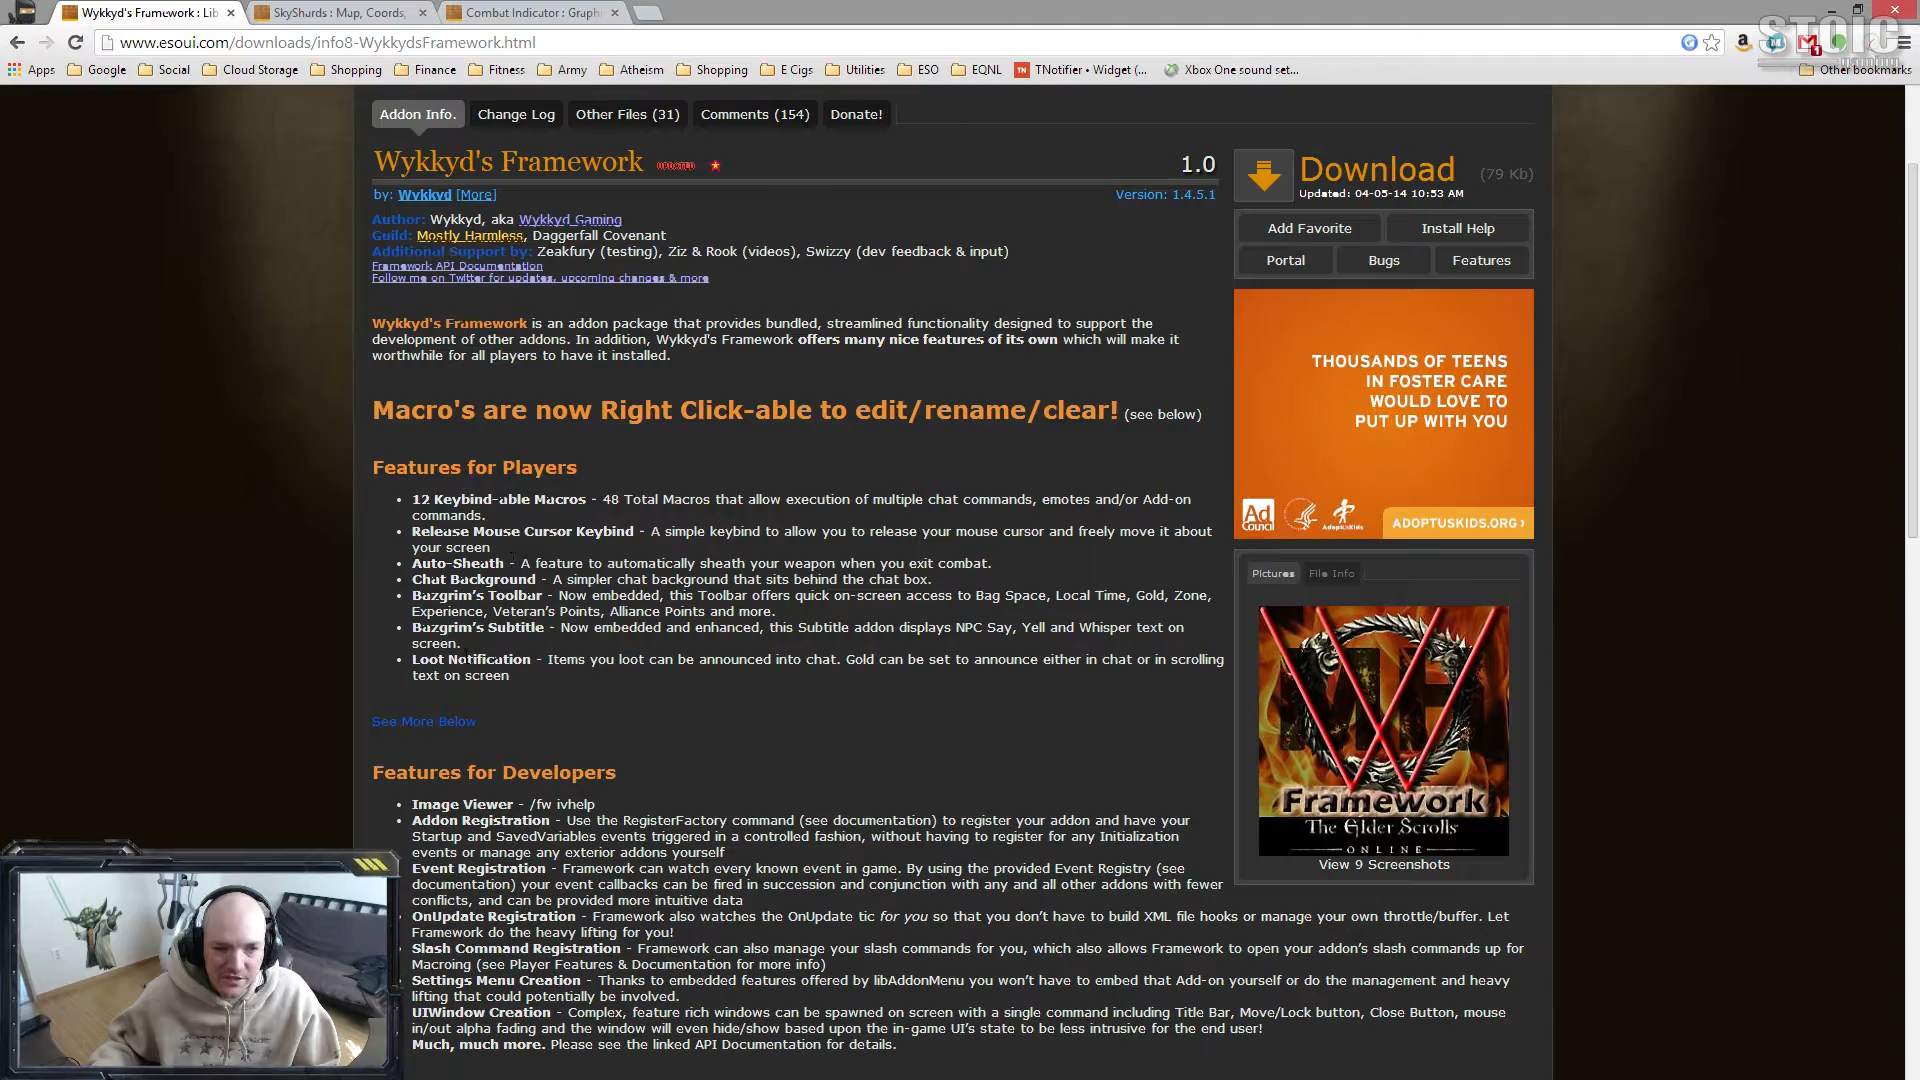 Wykkyd's Framework : Lib
SkyShards : Map, Coords,
Combat Indicator : Graphi
www.esoui.com/downloads/info8-WykkydsFramework.html
STOIC
gaming
Apps
Google
Social
Cloud Storage
Shopping
Finance
Fitness
Army
Atheism
Shopping
E Cigs
Utilities
ESO
EQNL
TN
TNotifier • Widget (...
Xbox One sound set...
Other bookmarks
Addon Info.
Change Log
Other Files (31)
Comments (154)
Donate!
Wykkyd's Framework UPDATED
1.0
by: Wykkyd [More]
Version: 1.4.5.1
Author: Wykkyd, aka Wykkyd Gaming
Guild: Mostly Harmless, Daggerfall Covenant
Additional Support by: Zeakfury (testing), Ziz & Rook (videos), Swizzy (dev feedback & input)
Framework API Documentation
Follow me on Twitter for updates, upcoming changes & more
Wykkyd's Framework is an addon package that provides bundled, streamlined functionality designed to support the
development of other addons. In addition, Wykkyd's Framework offers many nice features of its own which will make it
worthwhile for all players to have it installed.
Macro's are now Right Click-able to edit/rename/clear! (see below)
Features for Players
• 12 Keybind-able Macros - 48 Total Macros that allow execution of multiple chat commands, emotes and/or Add-on
commands.
• Release Mouse Cursor Keybind - A simple keybind to allow you to release your mouse cursor and freely move it about
your screen
• Auto-Sheath - A feature to automatically sheath your weapon when you exit combat.
• Chat Background - A simpler chat background that sits behind the chat box.
• Bazgrim's Toolbar - Now embedded, this Toolbar offers quick on-screen access to Bag Space, Local Time, Gold, Zone,
Experience, Veteran's Points, Alliance Points and more.
• Bazgrim's Subtitle - Now embedded and enhanced, this Subtitle addon displays NPC Say, Yell and Whisper text on
screen.
• Loot Notification - Items you loot can be announced into chat. Gold can be set to announce either in chat or in scrolling
text on screen
See More Below
Features for Developers
• Image Viewer - /fw ivhelp
• Addon Registration - Use the RegisterFactory command (see documentation) to register your addon and have your
Startup and SavedVariables events triggered in a controlled fashion, without having to register for any Initialization
events or manage any exterior addons yourself
Event Registration - Framework can watch every known event in game. By using the provided Event Registry (see
documentation) your event callbacks can be fired in succession and conjunction with any and all other addons with fewer
conflicts, and can be provided more intuitive data
OnUpdate Registration - Framework also watches the OnUpdate tic for you so that you don't have to build XML file hooks or manage your own throttle/buffer. Let
Framework do the heavy lifting for you!
Slash Command Registration - Framework can also manage your slash commands for you, which also allows Framework to open your addon's slash commands up for
Macroing (see Player Features & Documentation for more info)
Settings Menu Creation - Thanks to embedded features offered by libAddonMenu you won't have to embed that Add-on yourself or do the management and heavy
lifting that could potentially be involved.
UIWindow Creation - Complex, feature rich windows can be spawned on screen with a single command including Title Bar, Move/Lock button, Close Button, mouse
in/out alpha fading and the window will even hide/show based upon the in-game UI's state to be less intrusive for the end user!
Much, much more. Please see the linked API Documentation for details.
Download (79 Kb)
Updated: 04-05-14 10:53 AM
Add Favorite
Install Help
Portal
Bugs
Features
THOUSANDS OF TEENS
IN FOSTER CARE
WOULD LOVE TO
PUT UP WITH YOU
Ad
Council
AdoptUsKids
ADOPTUSKIDS.ORG ›
Pictures
File Info
Framework
The Elder Scrolls
ONLINE
View 9 Screenshots